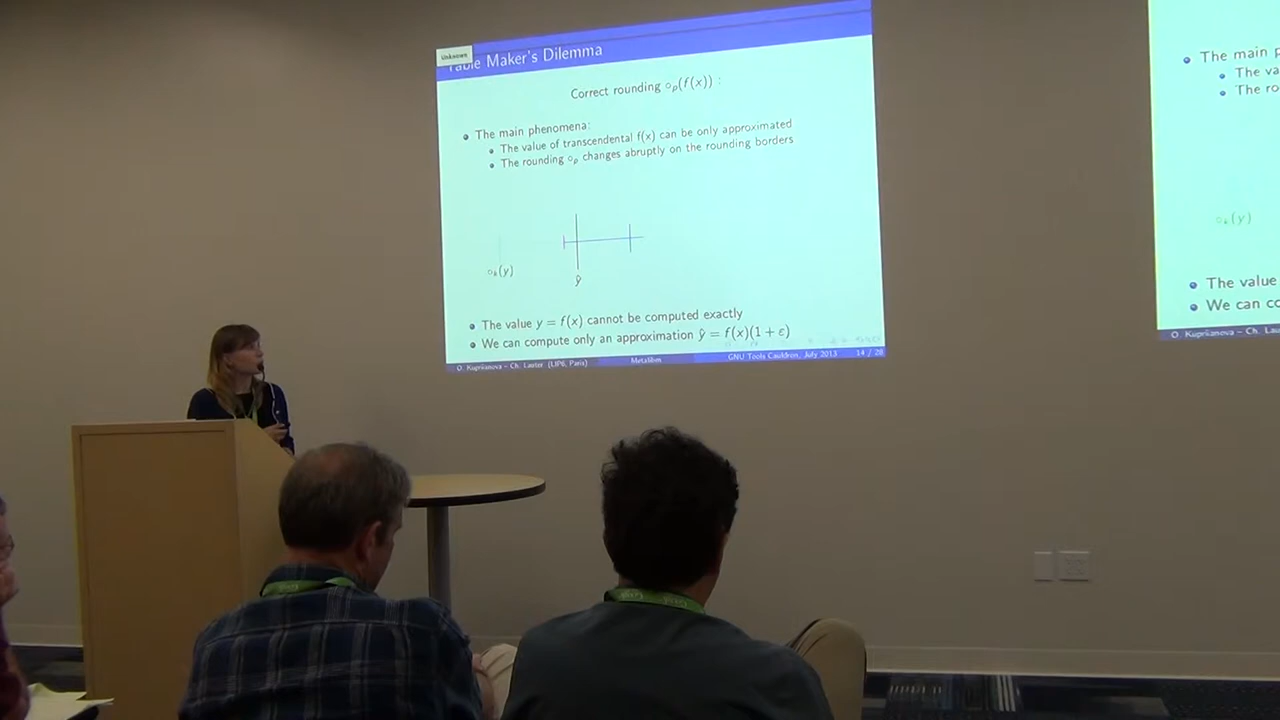 Unknown
Table Maker's Dilemma
Correct rounding ∘ₚ(f(x)) :
The main phenomena:
The value of transcendental f(x) can be only approximated
The rounding ∘ₚ changes abruptly on the rounding borders
∘ₖ(y)
ŷ
The value y = f(x) cannot be computed exactly
We can compute only an approximation ŷ = f(x)(1 + ε)
O. Kupriianova – Ch. Lauter (LIP6, Paris) Metalibm GNU Tools Cauldron, July 2013 14 / 28
The main p
The va
The ro
∘ₖ(y)
The value
We can co
O. Kupriianova – Ch. Lau